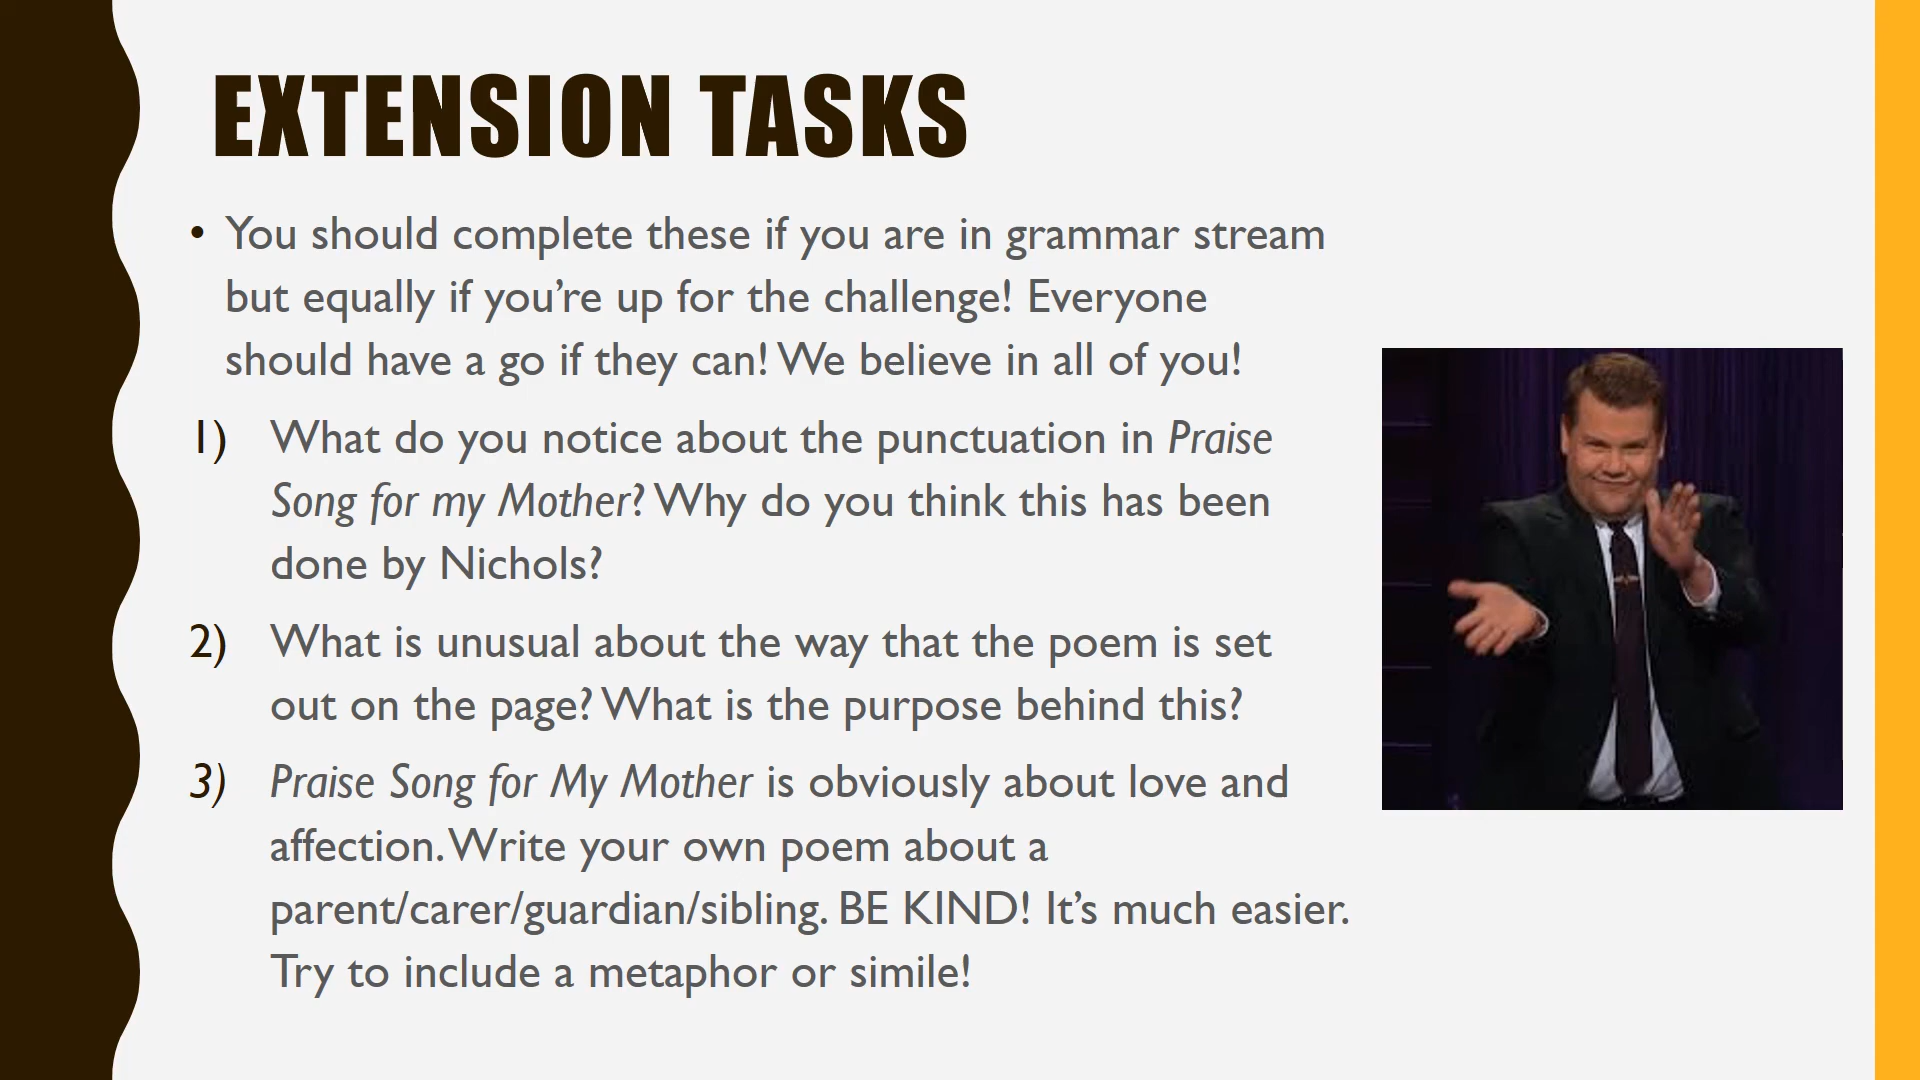 EXTENSION TASKS
• You should complete these if you are in grammar stream
but equally if you’re up for the challenge! Everyone
should have a go if they can! We believe in all of you!
1) What do you notice about the punctuation in Praise
Song for my Mother? Why do you think this has been
done by Nichols?
2) What is unusual about the way that the poem is set
out on the page? What is the purpose behind this?
3) Praise Song for My Mother is obviously about love and
affection. Write your own poem about a
parent/carer/guardian/sibling. BE KIND! It’s much easier.
Try to include a metaphor or simile!